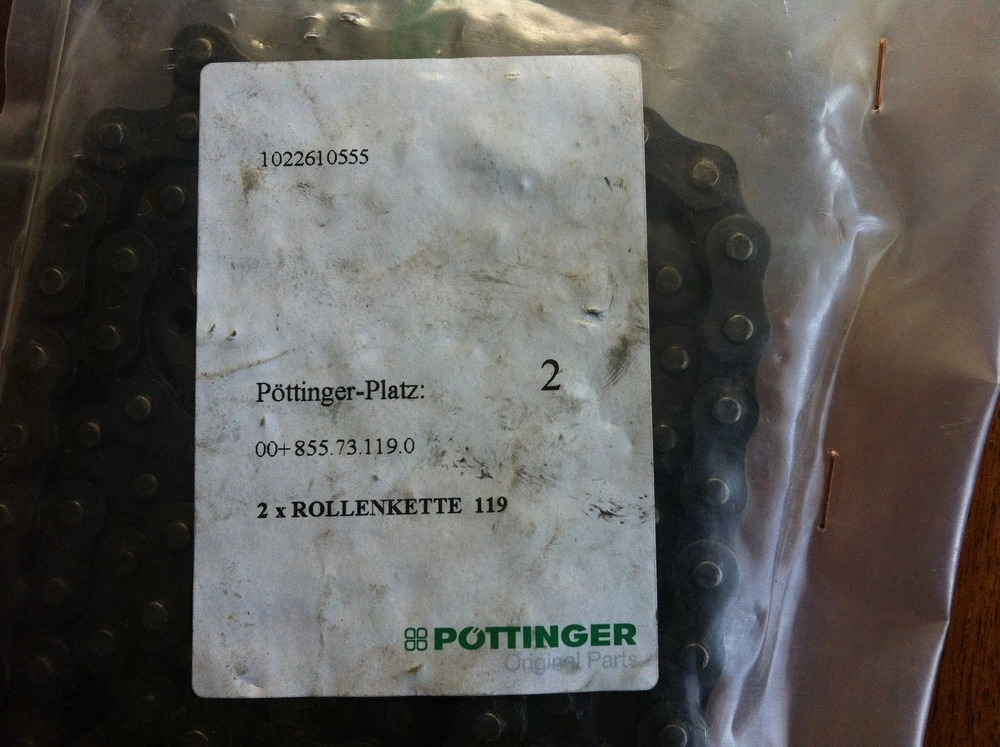 1022610555
Pöttinger-Platz: 2
00+855.73.119.0
2 x ROLLENKETTE 119
PÖTTINGER
Original Parts